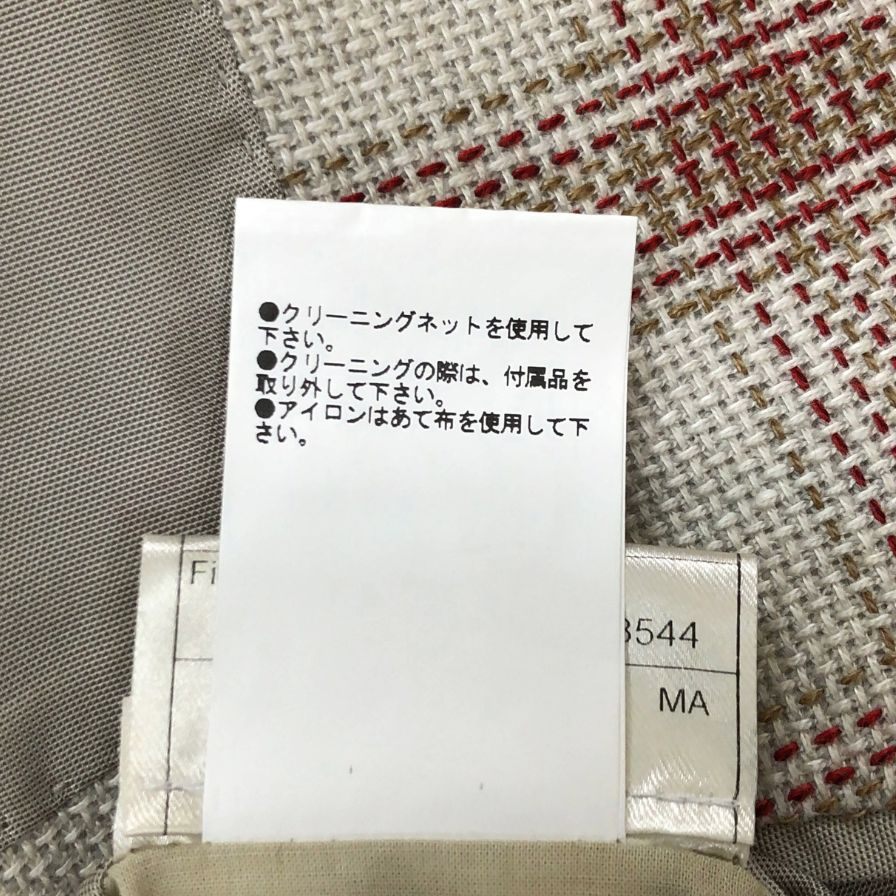 ●クリーニングネットを使用して
下さい。
●クリーニングの際は、付属品を
取り外して下さい。
●アイロンはあて布を使用して下
さい。
Fi
3544
MA